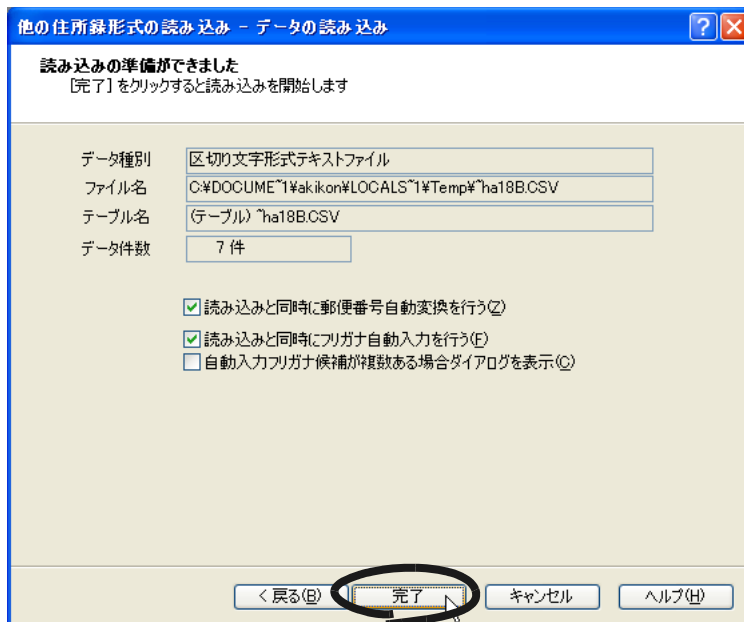 他の住所録形式の読み込み - データの読み込み
読み込みの準備ができました
[完了]をクリックすると読み込みを開始します
データ種別 区切り文字形式テキストファイル
ファイル名 C:¥DOCUME~1¥akikon¥LOCALS~1¥Temp¥~ha18B.CSV
テーブル名 (テーブル) ~ha18B.CSV
データ件数 7 件
読み込みと同時に郵便番号自動変換を行う(Z)
読み込みと同時にフリガナ自動入力を行う(F)
自動入力フリガナ候補が複数ある場合ダイアログを表示(C)
< 戻る(B) 完了 キャンセル ヘルプ(H)